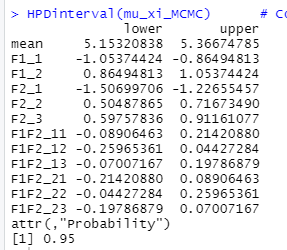 > HPDinterval(mu_xi_MCMC) # Co
lower upper
mean 5.15320838 5.36674785
F1_1 -1.05374424 -0.86494813
F1_2 0.86494813 1.05374424
F2_1 -1.50699706 -1.22655457
F2_2 0.50487865 0.71673490
F2_3 0.59757836 0.91161077
F1F2_11 -0.08906463 0.21420880
F1F2_12 -0.25965361 0.04427284
F1F2_13 -0.07007167 0.19786879
F1F2_21 -0.21420880 0.08906463
F1F2_22 -0.04427284 0.25965361
F1F2_23 -0.19786879 0.07007167
attr(,"Probability")
[1] 0.95